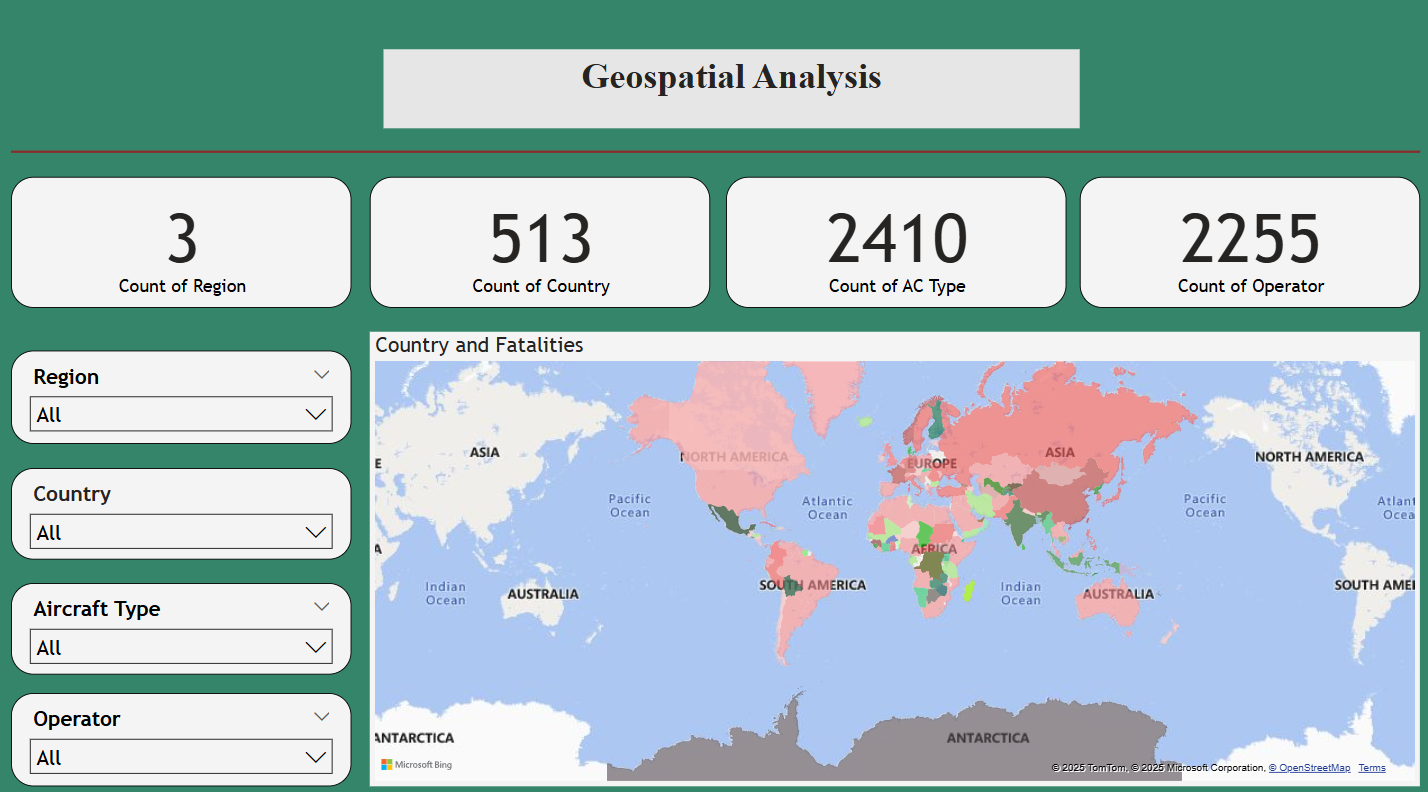 Geospatial Analysis
3
Count of Region
513
Count of Country
2410
Count of AC Type
2255
Count of Operator
Region
All
Country
All
Aircraft Type
All
Operator
All
Country and Fatalities
ASIA
NORTH AMERICA
EUROPE
ASIA
NORTH AMERICA
E
Pacific
Ocean
Atlantic
Ocean
Pacific
Ocean
Atlant
Ocea
A
AFRICA
Indian
Ocean
AUSTRALIA
SOUTH AMERICA
Indian
Ocean
AUSTRALIA
SOUTH AMEI
ANTARCTICA
ANTARCTICA
Microsoft Bing
© 2025 TomTom, © 2025 Microsoft Corporation, © OpenStreetMap Terms